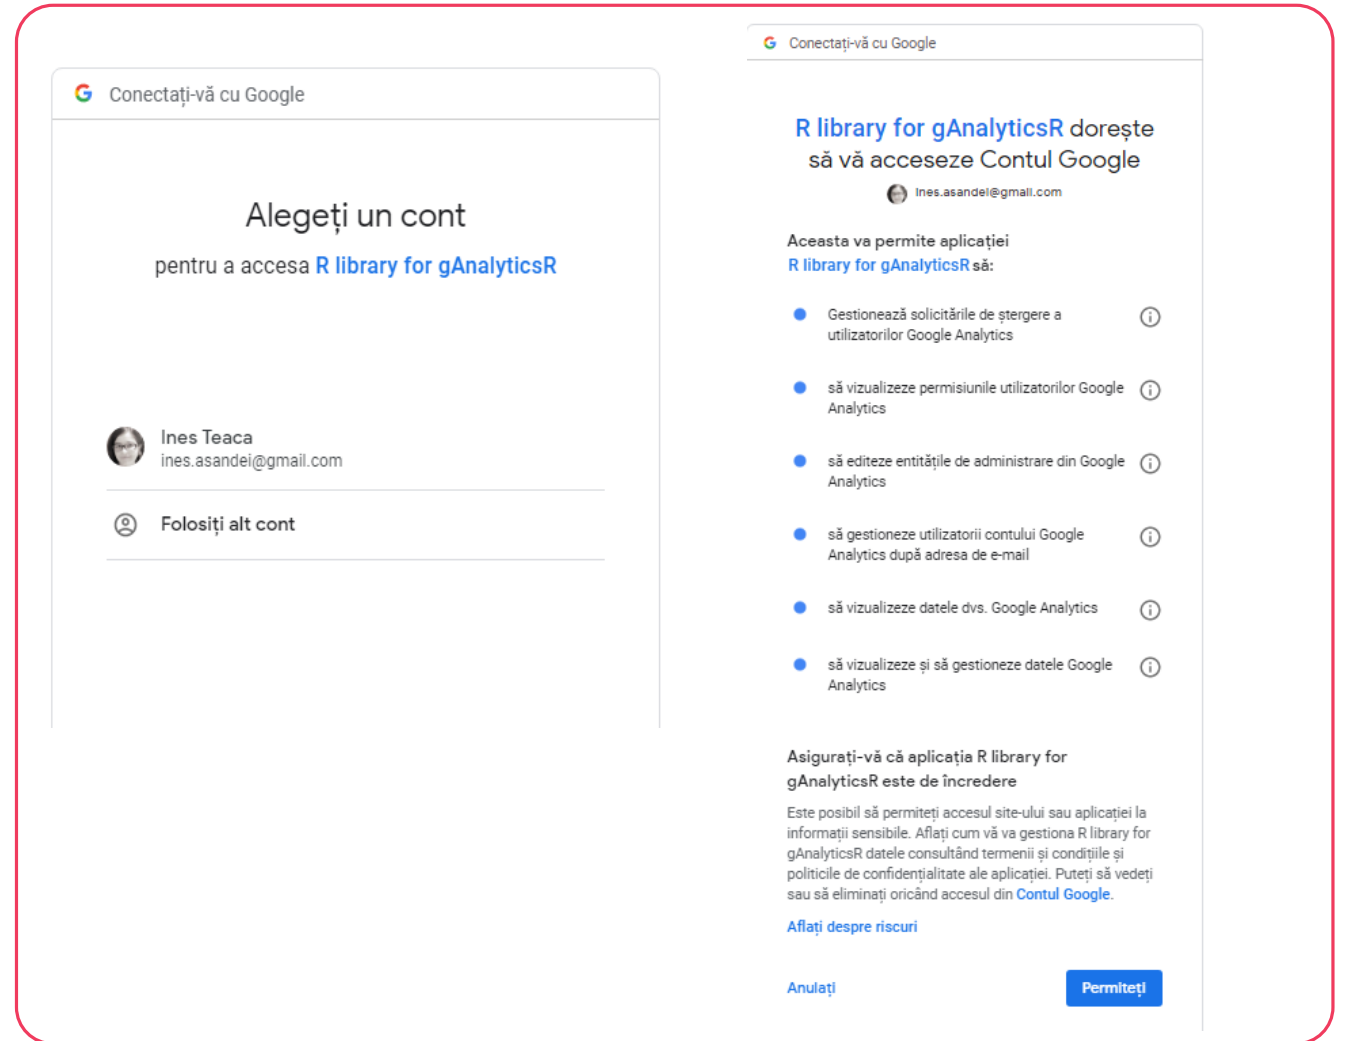 Conectați-vă cu Google
Alegeți un cont
pentru a accesa R library for gAnalyticsR
Ines Teaca
ines.asandei@gmail.com
Folosiți alt cont
Conectați-vă cu Google
R library for gAnalyticsR dorește
să vă acceseze Contul Google
ines.asandei@gmail.com
Aceasta va permite aplicației
R library for gAnalyticsR să:
Gestionează solicitările de ștergere a
utilizatorilor Google Analytics
să vizualizeze permisiunile utilizatorilor Google
Analytics
să editeze entitățile de administrare din Google
Analytics
să gestioneze utilizatorii contului Google
Analytics după adresa de e-mail
să vizualizeze datele dvs. Google Analytics
să vizualizeze și să gestioneze datele Google
Analytics
Asigurați-vă că aplicația R library for
gAnalyticsR este de încredere
Este posibil să permiteți accesul site-ului sau aplicației la
informații sensibile. Aflați cum vă va gestiona R library for
gAnalyticsR datele consultând termenii și condițiile și
politicile de confidențialitate ale aplicației. Puteți să vedeți
sau să eliminați oricând accesul din Contul Google.
Aflați despre riscuri
Anulați
Permiteți